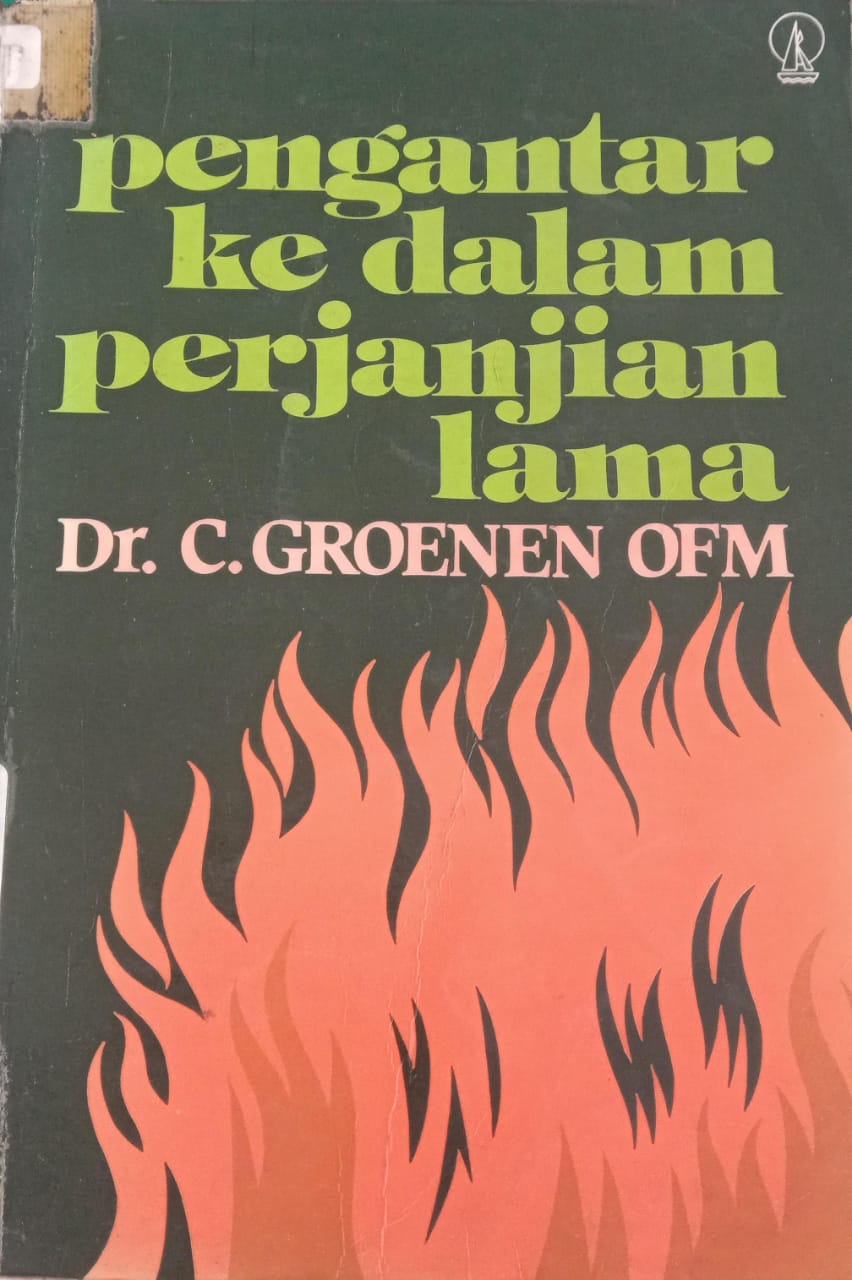 pengantar
ke dalam
perjanjian
lama
Dr. C. GROENEN OFM